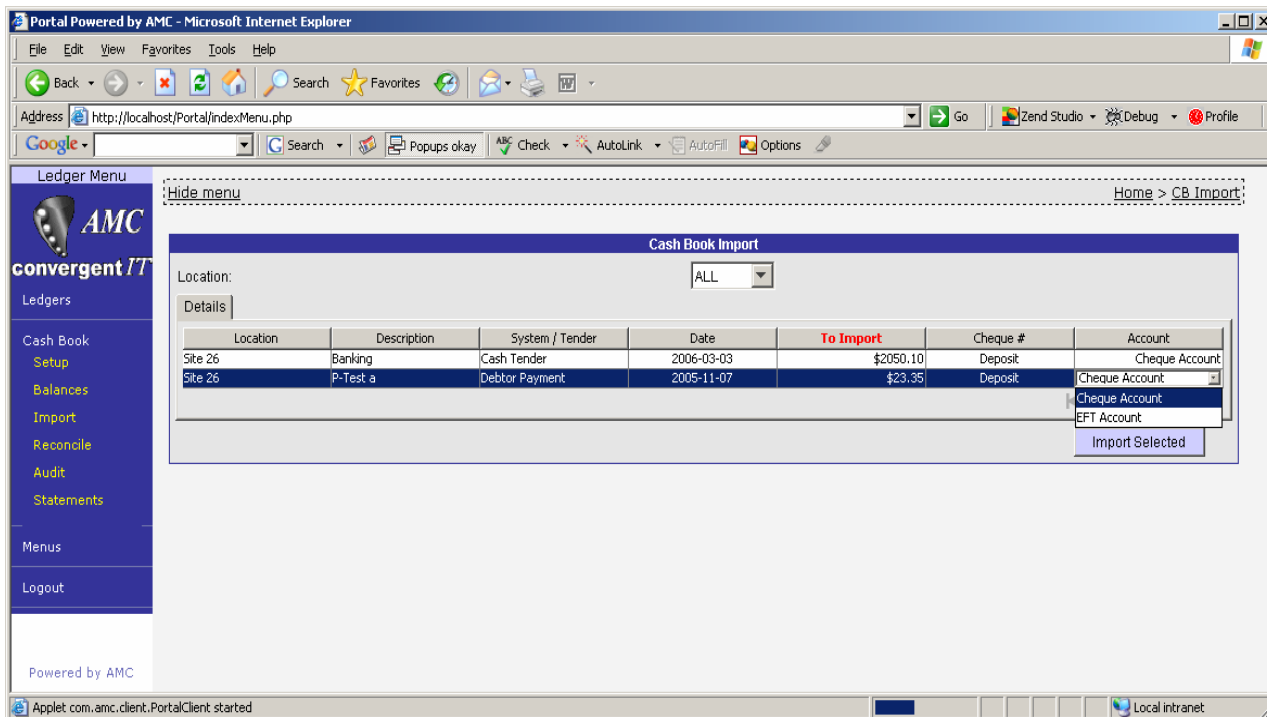 Portal Powered by AMC - Microsoft Internet Explorer
File Edit View Favorites Tools Help
Back Search Favorites
Address http://localhost/Portal/indexMenu.php Go Zend Studio Debug Profile
Google Search Popups okay ABC Check AutoLink AutoFill Options
Ledger Menu
Hide menu Home > CB Import
AMC
convergent IT
Cash Book Import
Location: ALL
Details
Location Description System / Tender Date To Import Cheque # Account
Site 26 Banking Cash Tender 2006-03-03 $2050.10 Deposit Cheque Account
Site 26 P-Test a Debtor Payment 2005-11-07 $23.35 Deposit Cheque Account
Cheque Account
EFT Account
Import Selected
Ledgers
Cash Book
Setup
Balances
Import
Reconcile
Audit
Statements
Menus
Logout
Powered by AMC
Applet com.amc.client.PortalClient started Local intranet